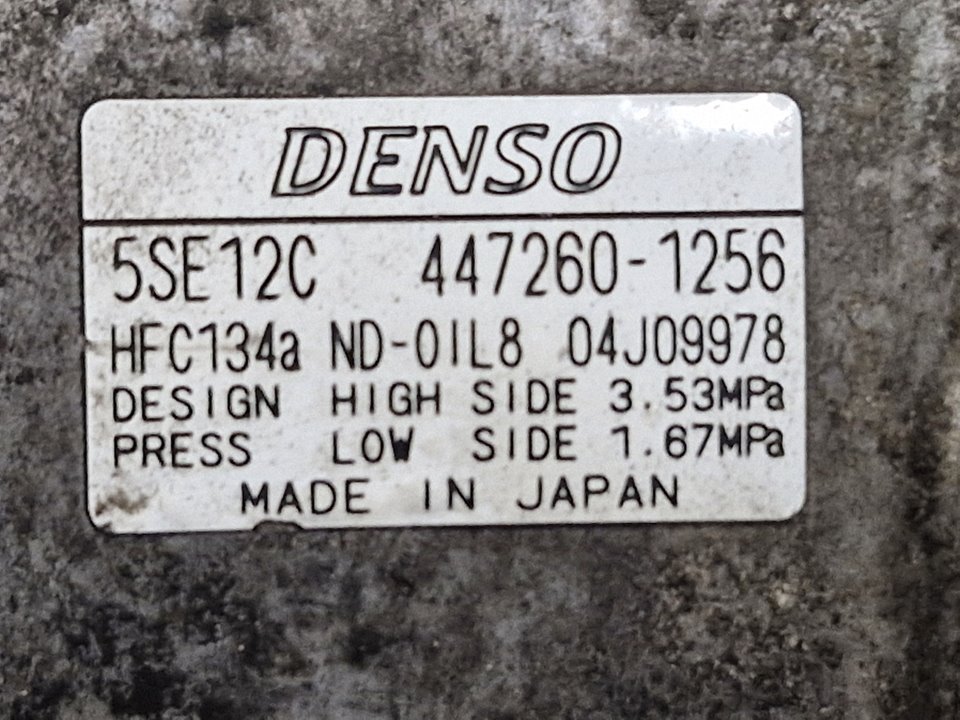 DENSO
5SE12C 447260-1256
HFC134a ND-OIL8 04J09978
DESIGN HIGH SIDE 3.53MPa
PRESS LOW SIDE 1.67MPa
MADE IN JAPAN